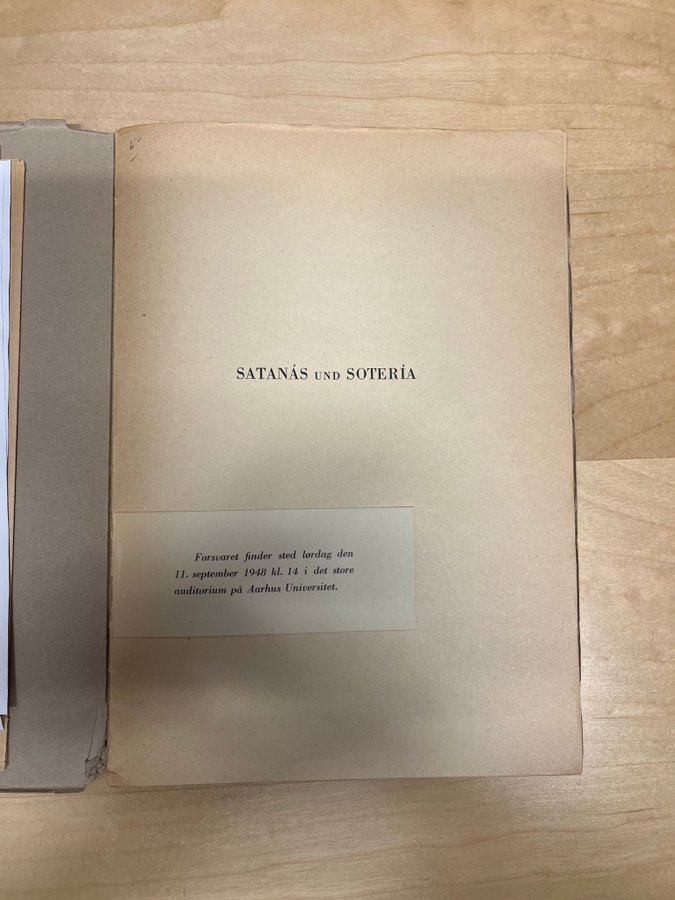 SATANÁS UND SOTERÍA
Forsvaret finder sted lørdag den
11. september 1948 kl. 14 i det store
auditorium på Aarhus Universitet.